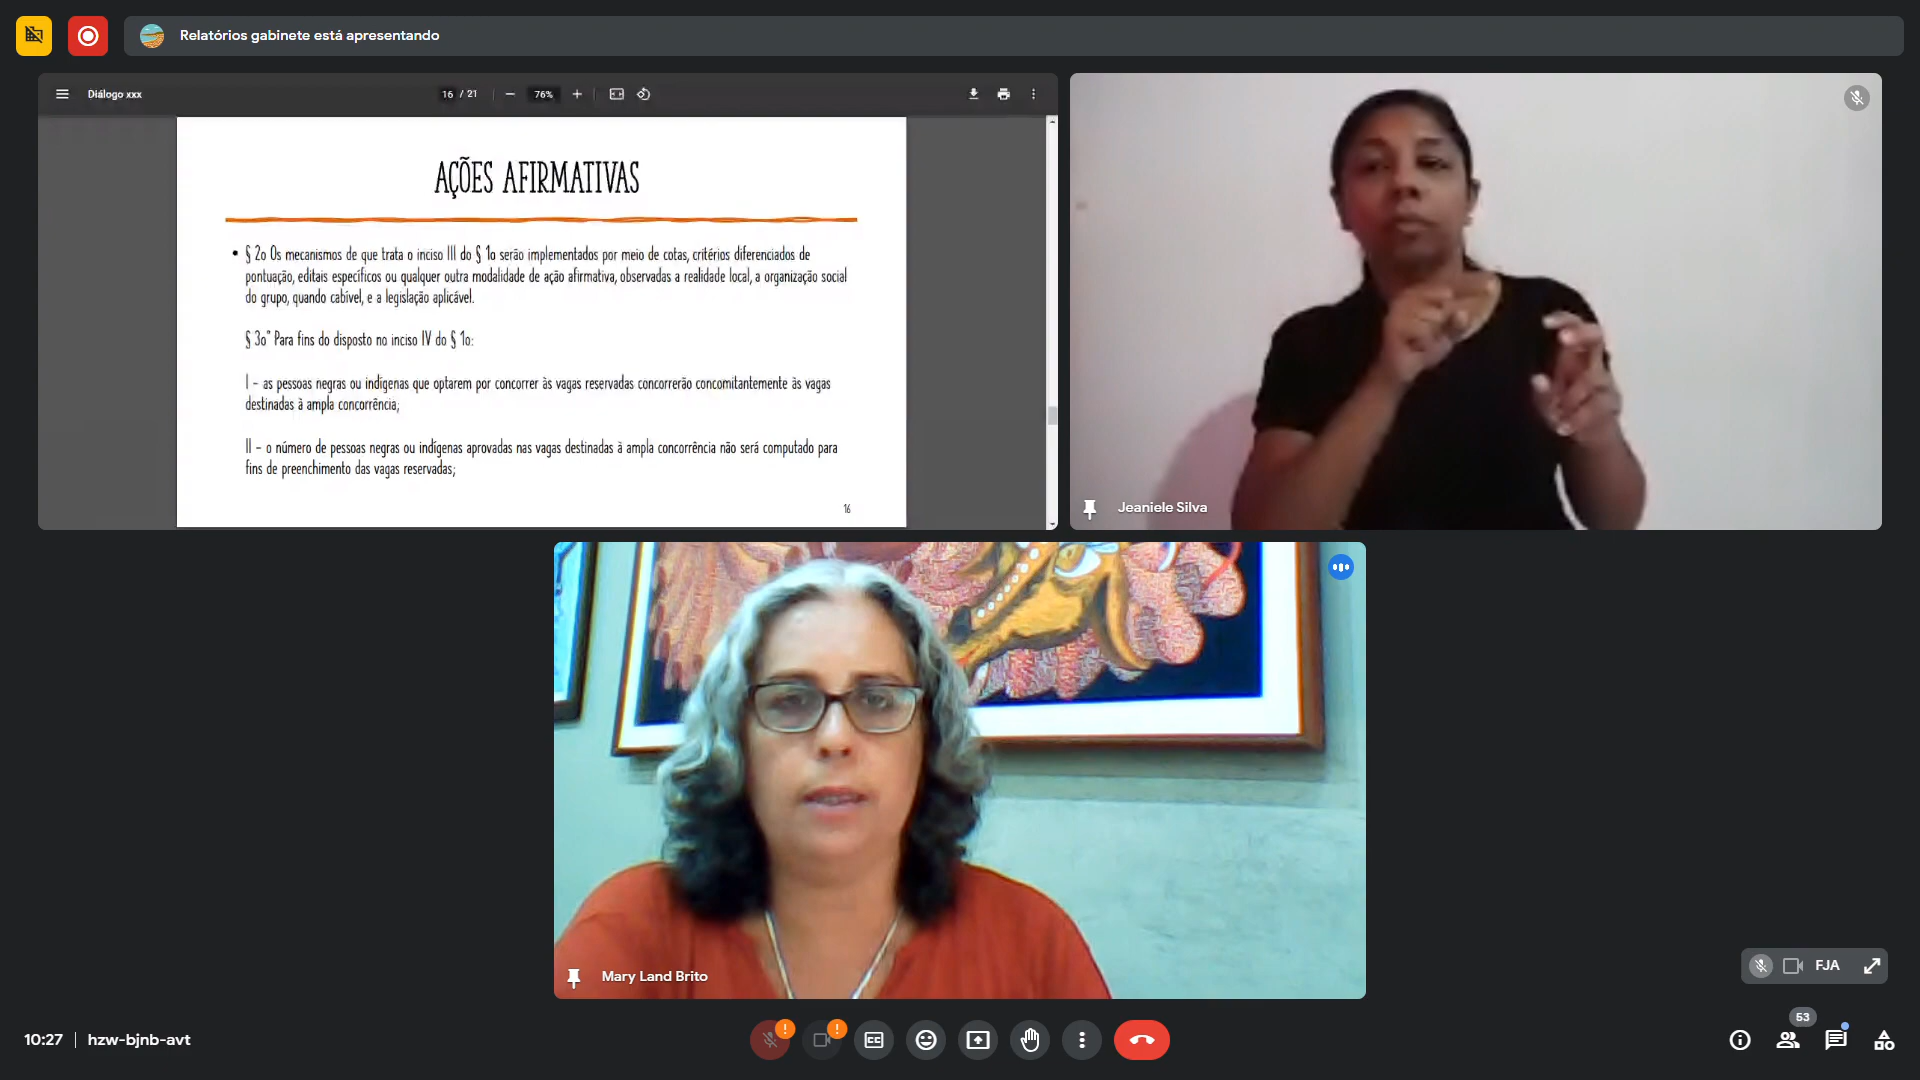 Relatórios gabinete está apresentando
Diálogo xxx
16 / 21
76%
AÇÕES AFIRMATIVAS
• § 2o Os mecanismos de que trata o inciso III do § 1o serão implementados por meio de cotas, critérios diferenciados de
pontuação, editais específicos ou qualquer outra modalidade de ação afirmativa, observadas a realidade local, a organização social
do grupo, quando cabível, e a legislação aplicável.
§ 3o" Para fins do disposto no inciso IV do § 1o:
I – as pessoas negras ou indígenas que optarem por concorrer às vagas reservadas concorrerão concomitantemente às vagas
destinadas à ampla concorrência;
II – o número de pessoas negras ou indígenas aprovadas nas vagas destinadas à ampla concorrência não será computado para
fins de preenchimento das vagas reservadas;
16
Jeaniele Silva
Mary Land Brito
FJA
10:27
hzw-bjnb-avt
53